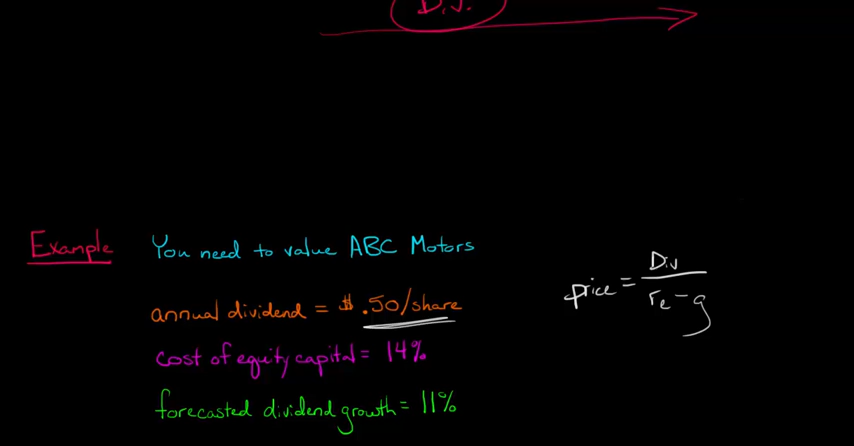 Div.
Example You need to value ABC Motors
annual dividend = $ .50/share
cost of equity capital = 14%
forecasted dividend growth = 11%
price = Div
re - g